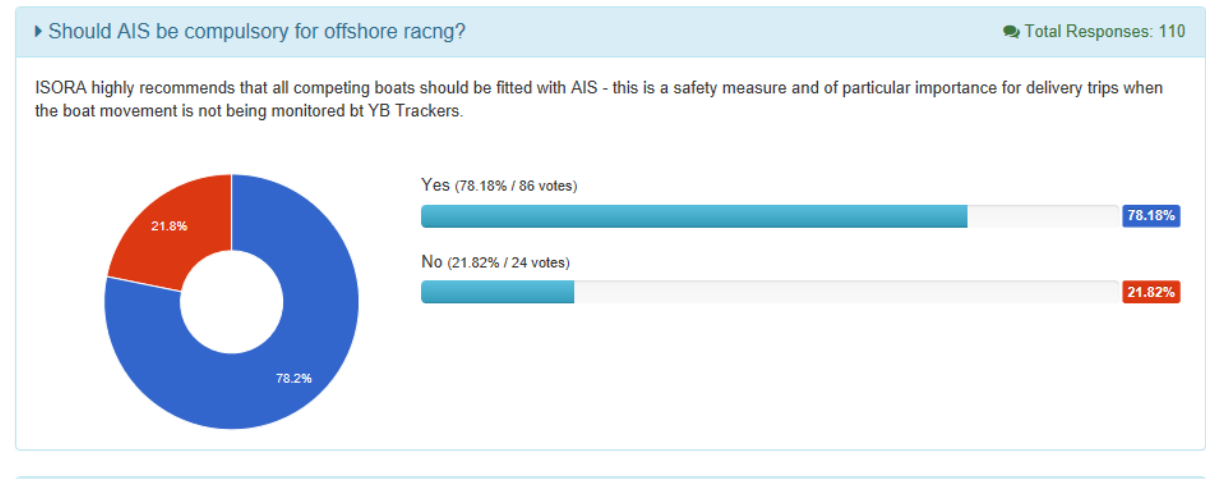 Should AIS be compulsory for offshore racng?
Total Responses: 110
ISORA highly recommends that all competing boats should be fitted with AIS - this is a safety measure and of particular importance for delivery trips when
the boat movement is not being monitored bt YB Trackers.
21.8%
78.2%
Yes (78.18% / 86 votes)
78.18%
No (21.82% / 24 votes)
21.82%